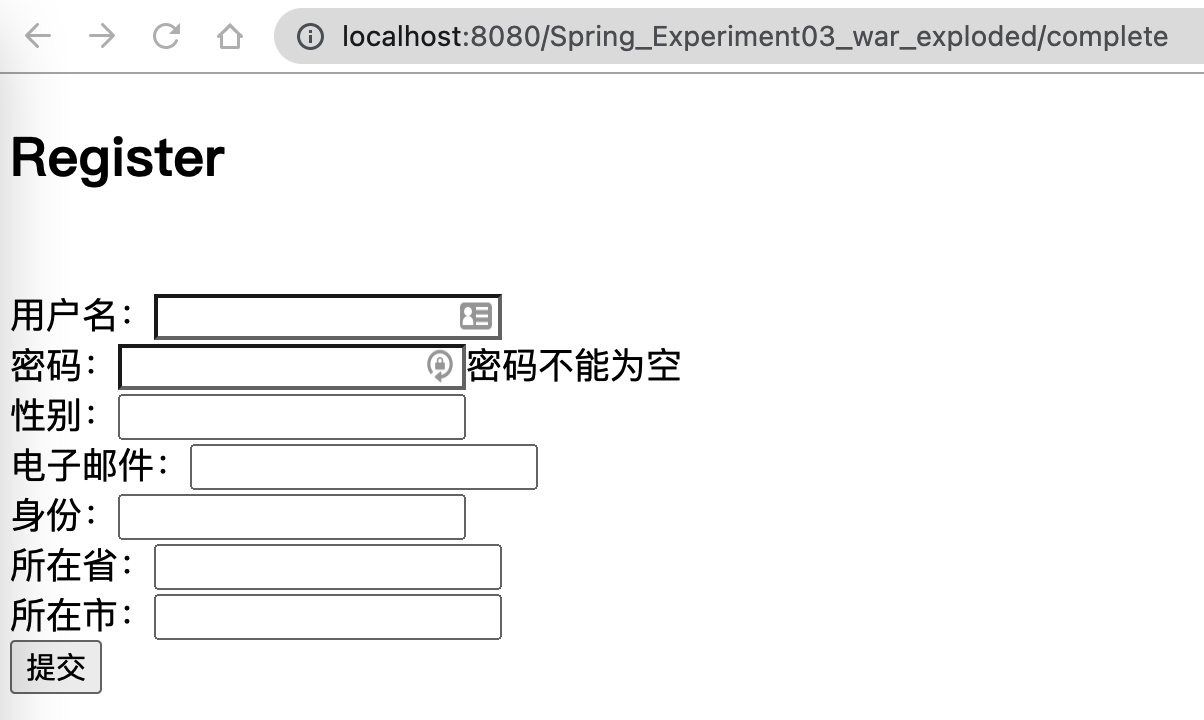 localhost:8080/Spring_Experiment03_war_exploded/complete
Register
用户名：
密码： 密码不能为空
性别：
电子邮件：
身份：
所在省：
所在市：
提交